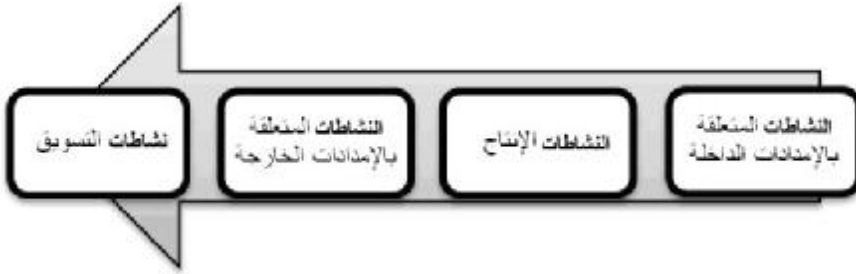 النشاطات المتعلقة
بالإمدادات الداخلة
النشاطات الإنتاج
النشاطات المتعلقة
بالإمدادات الخارجة
نشاطات التسويق